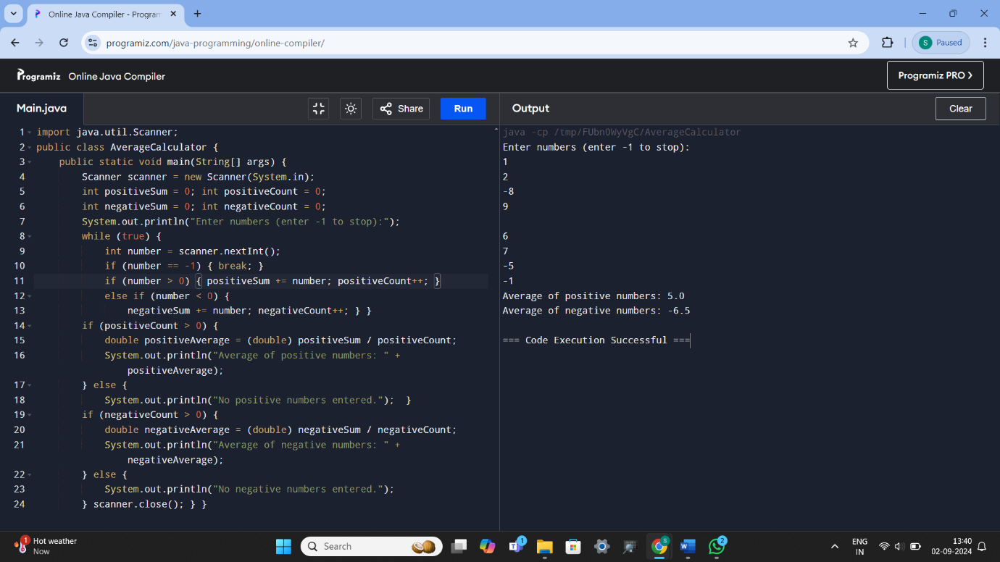 Online Java Compiler - Program
programiz.com/java-programming/online-compiler/
S Paused
Programiz Online Java Compiler
Programiz PRO >
Main.java
Share
Run
Output
Clear
1 import java.util.Scanner;
2 public class AverageCalculator {
3 public static void main(String[] args) {
4 Scanner scanner = new Scanner(System.in);
5 int positiveSum = 0; int positiveCount = 0;
6 int negativeSum = 0; int negativeCount = 0;
7 System.out.println("Enter numbers (enter -1 to stop):");
8 while (true) {
9 int number = scanner.nextInt();
10 if (number == -1) { break; }
11 if (number > 0) { positiveSum += number; positiveCount++; }
12 else if (number < 0) {
13 negativeSum += number; negativeCount++; } }
14 if (positiveCount > 0) {
15 double positiveAverage = (double) positiveSum / positiveCount;
16 System.out.println("Average of positive numbers: " +
positiveAverage);
17 } else {
18 System.out.println("No positive numbers entered."); }
19 if (negativeCount > 0) {
20 double negativeAverage = (double) negativeSum / negativeCount;
21 System.out.println("Average of negative numbers: " +
negativeAverage);
22 } else {
23 System.out.println("No negative numbers entered.");
24 } scanner.close(); } }
java -cp /tmp/FUbn0WyVgC/AverageCalculator
Enter numbers (enter -1 to stop):
1
2
-8
9
6
7
-5
-1
Average of positive numbers: 5.0
Average of negative numbers: -6.5
=== Code Execution Successful ===
1
Hot weather
Now
Search
1
S
2
ENG
IN
13:40
02-09-2024